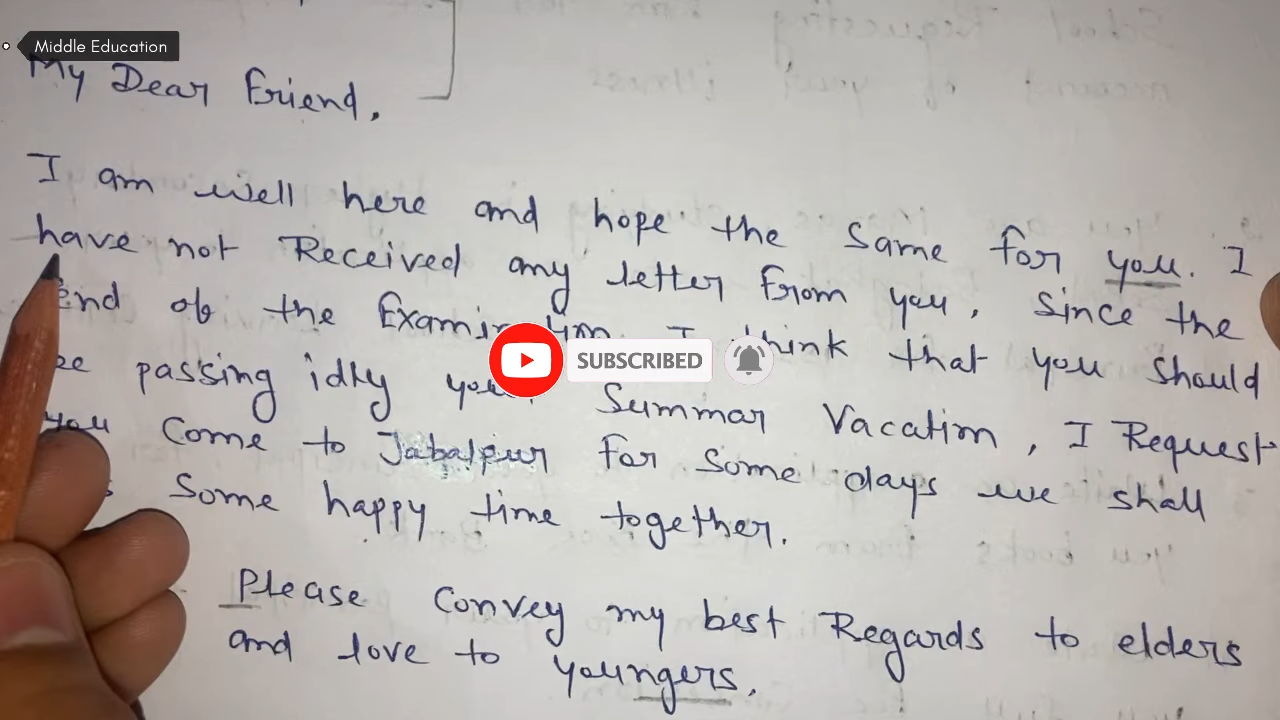 Middle Education
My Dear Friend,
I am well here and hope the same for you. I
have not Received any letter from you, Since the
end of the Examination. I think that you should
passing idly your Summar Vacation, I Request
you Come to Jabalpur for some days we shall
Some happy time together.
SUBSCRIBED
Please Convey my best Regards to elders
and love to youngers.